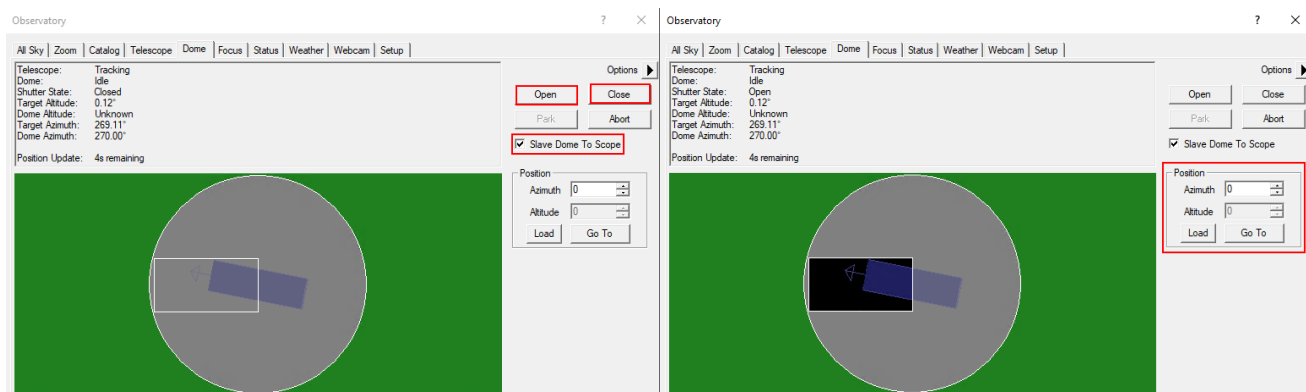 Observatory ? ×
All Sky Zoom Catalog Telescope Dome Focus Status Weather Webcam Setup
Telescope: Tracking
Dome: Idle
Shutter State: Closed
Target Altitude: 0.12°
Dome Altitude: Unknown
Target Azimuth: 269.11°
Dome Azimuth: 270.00°
Position Update: 4s remaining
Options
Open Close
Park Abort
Slave Dome To Scope
Position
Azimuth 0
Altitude 0
Load Go To
Observatory ? ×
All Sky Zoom Catalog Telescope Dome Focus Status Weather Webcam Setup
Telescope: Tracking
Dome: Idle
Shutter State: Open
Target Altitude: 0.12°
Dome Altitude: Unknown
Target Azimuth: 269.11°
Dome Azimuth: 270.00°
Position Update: 4s remaining
Options
Open Close
Park Abort
Slave Dome To Scope
Position
Azimuth 0
Altitude 0
Load Go To